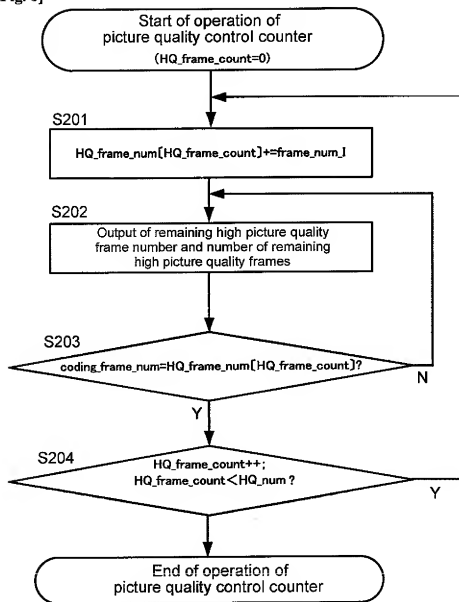 Start of operation of
picture quality control counter
(HQ_frame_count=0)
S201
HQ_frame_num[HQ_frame_count]+=frame_num_I
S202
Output of remaining high picture quality
frame number and number of remaining
high picture quality frames
S203
coding_frame_num=HQ_frame_num[HQ_frame_count]?
N
Y
S204
HQ_frame_count++;
HQ_frame_count<HQ_num?
Y
End of operation of
picture quality control counter